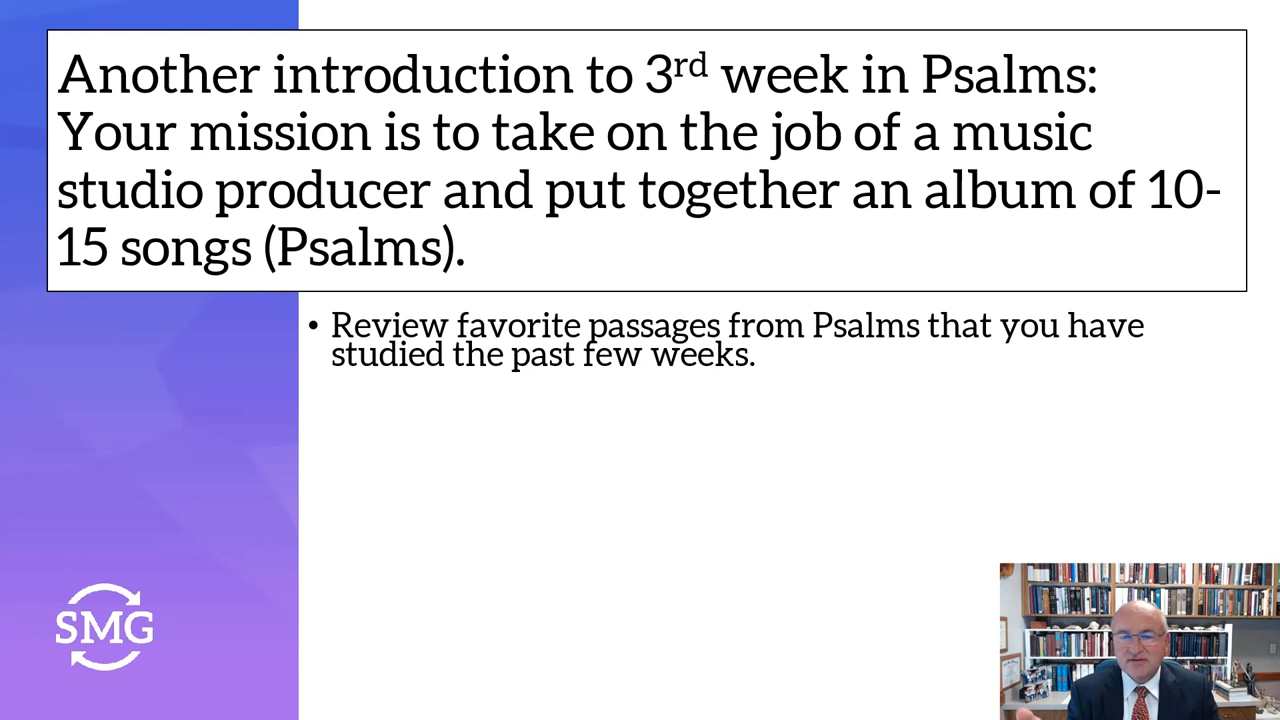 Another introduction to 3rd week in Psalms:
Your mission is to take on the job of a music
studio producer and put together an album of 10-
15 songs (Psalms).
• Review favorite passages from Psalms that you have
studied the past few weeks.
SMG